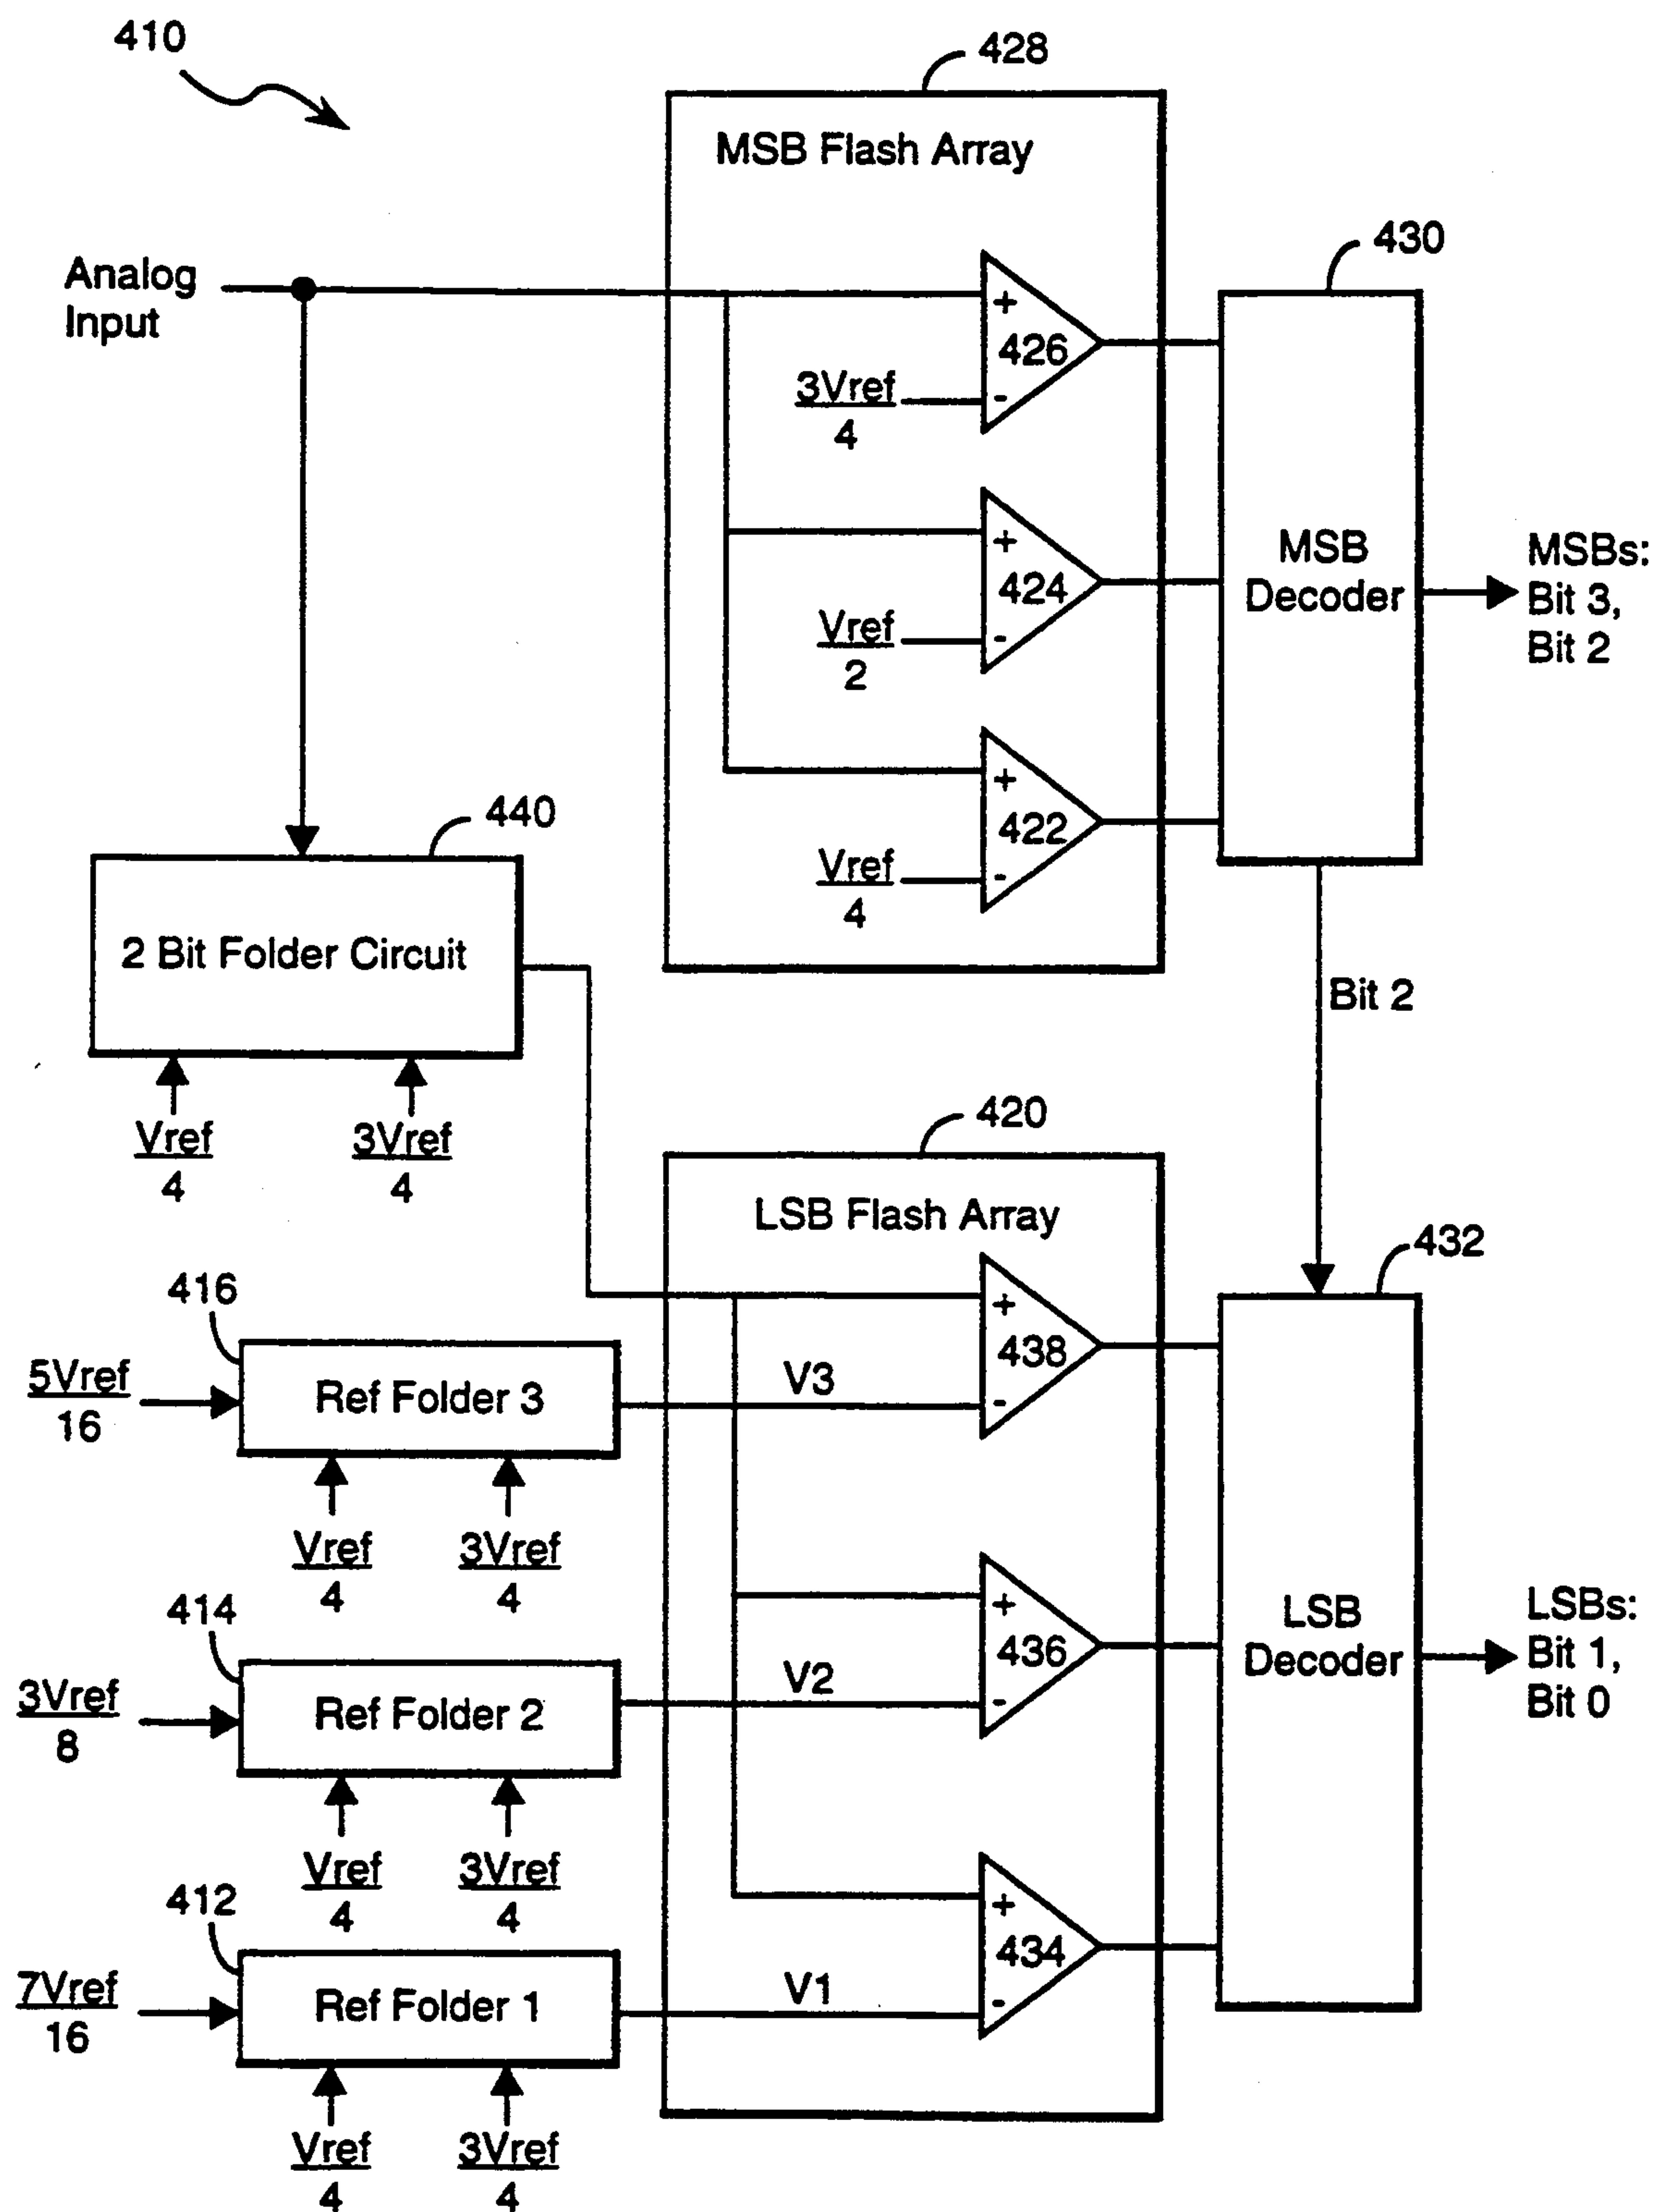 410
428
MSB Flash Array
430
Analog
Input
+
426
3Vref
4
-
+
424
Vref
2
-
MSB
Decoder
MSBs:
Bit 3,
Bit 2
+
422
Vref
4
-
440
2 Bit Folder Circuit
Bit 2
Vref
4
3Vref
4
420
LSB Flash Array
432
416
5Vref
16
Ref Folder 3
V3
+
438
-
Vref
4
3Vref
4
414
3Vref
8
Ref Folder 2
V2
+
436
-
LSB
Decoder
LSBs:
Bit 1,
Bit 0
Vref
4
3Vref
4
412
7Vref
16
Ref Folder 1
V1
+
434
-
Vref
4
3Vref
4